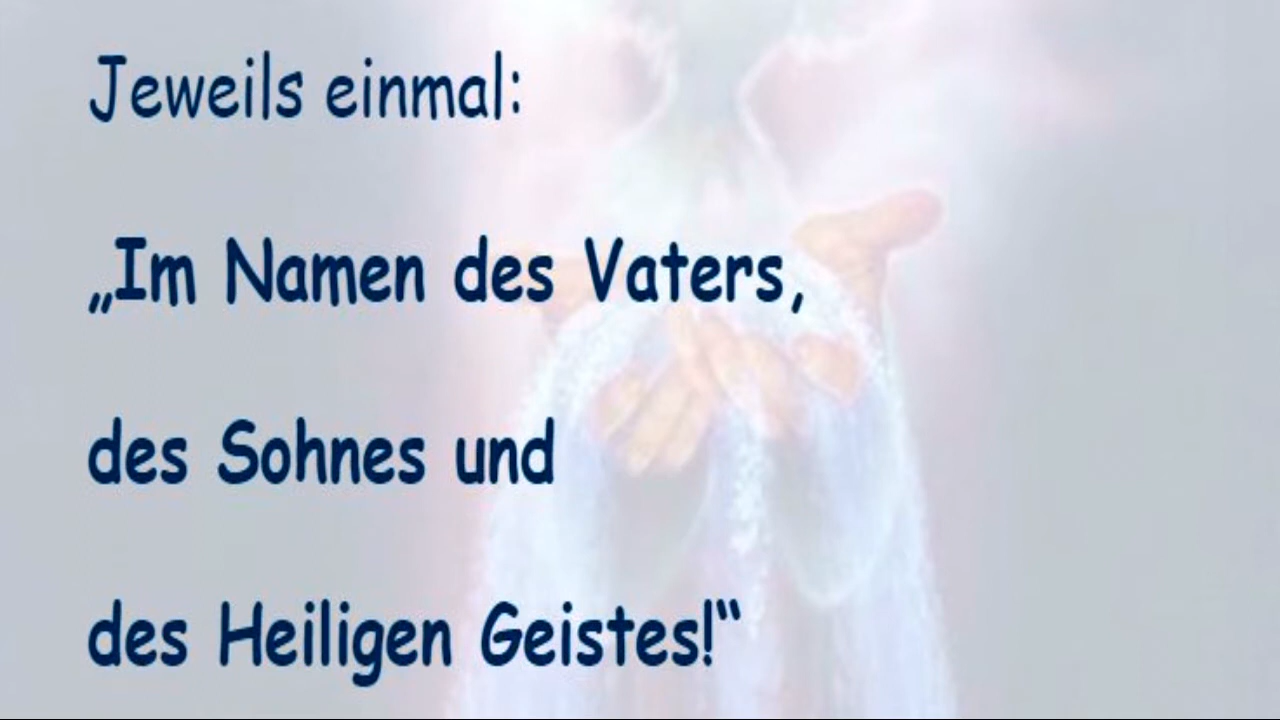 Jeweils einmal:
„Im Namen des Vaters,
des Sohnes und
des Heiligen Geistes!“